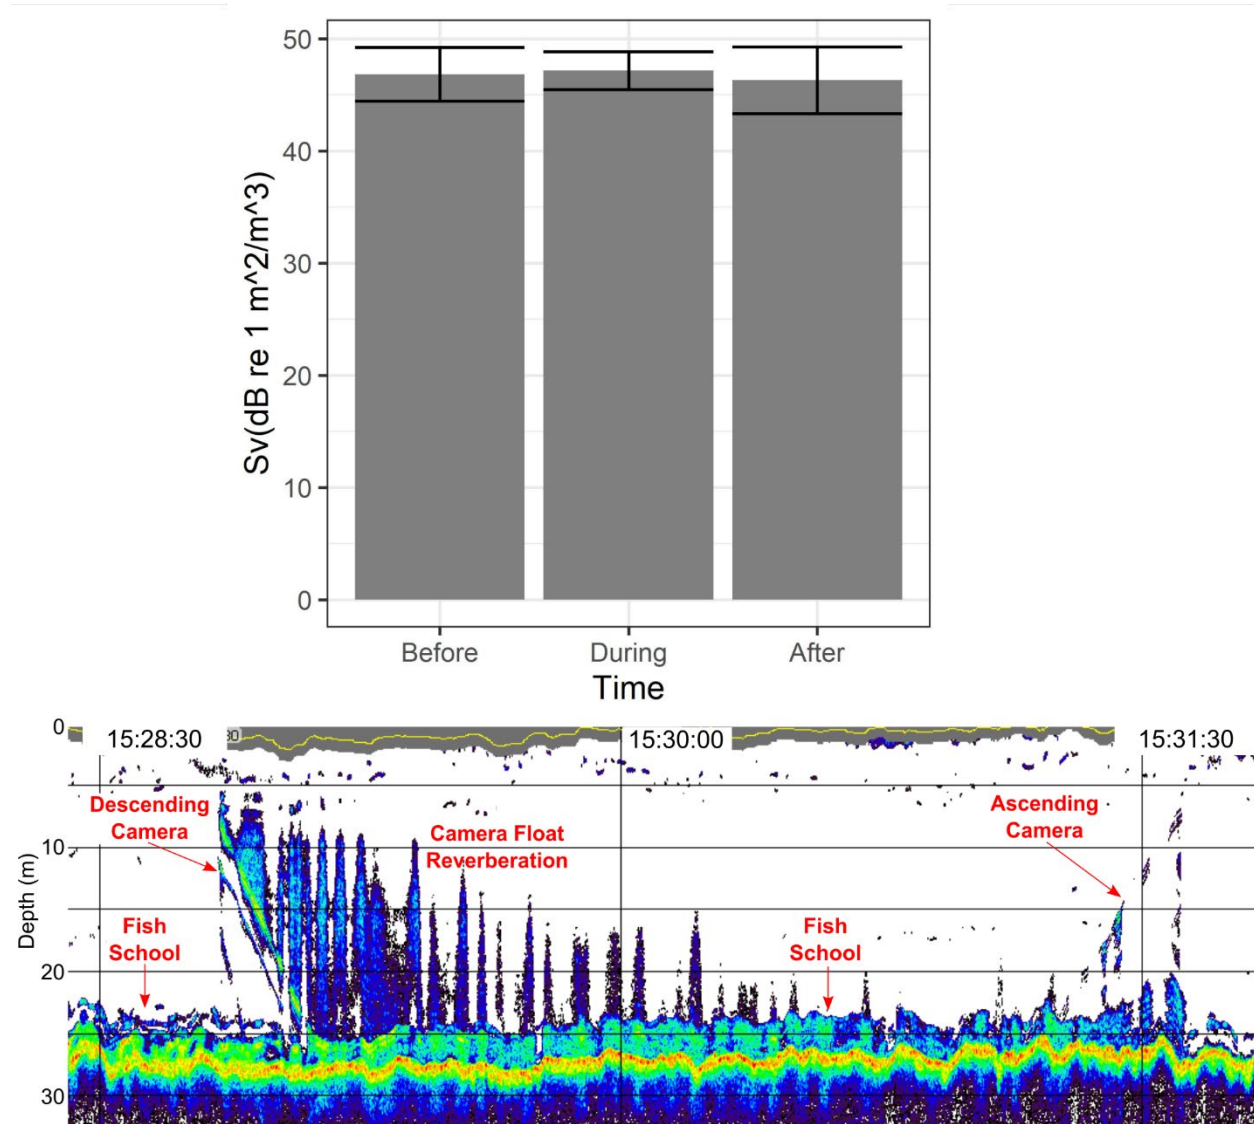 50
40
30
20
10
0
Sv(dB re 1 m^2/m^3)
Before During After
Time
0
15:28:30
15:30:00
15:31:30
Descending
Camera
Camera Float
Reverberation
Ascending
Camera
10
Depth (m)
Fish
School
Fish
School
20
30